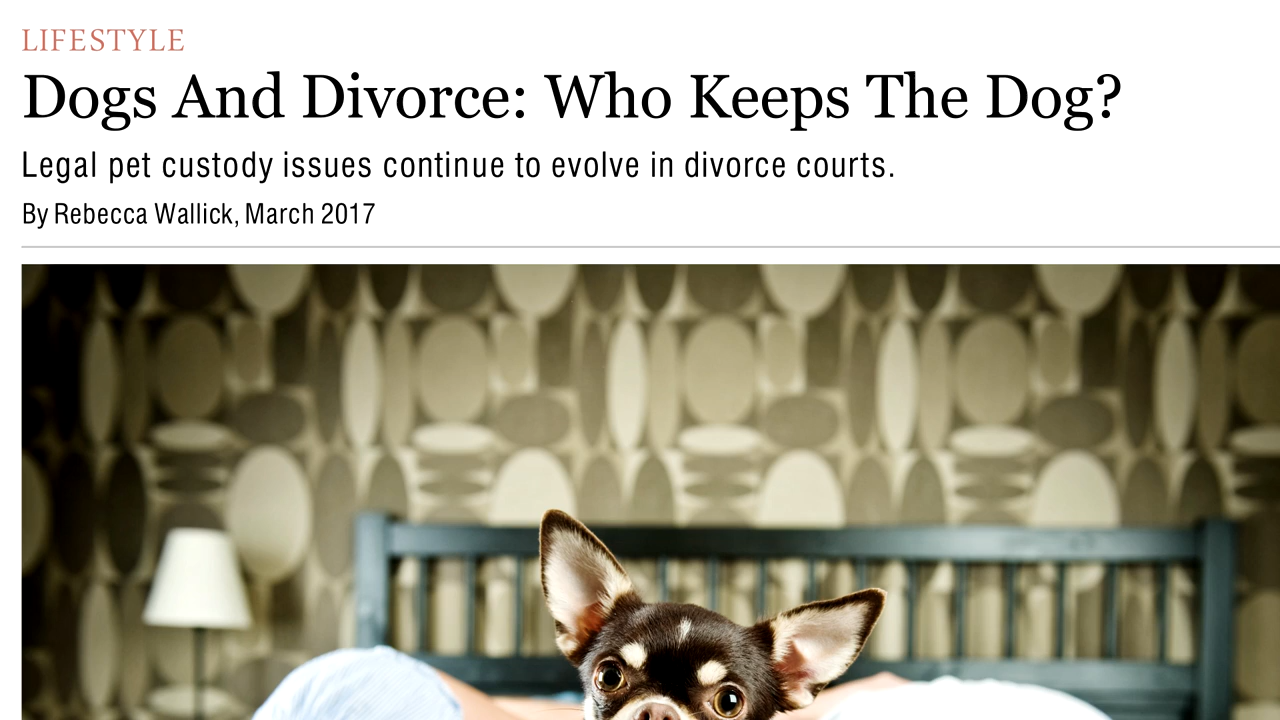 LIFESTYLE
Dogs And Divorce: Who Keeps The Dog?
Legal pet custody issues continue to evolve in divorce courts.
By Rebecca Wallick, March 2017